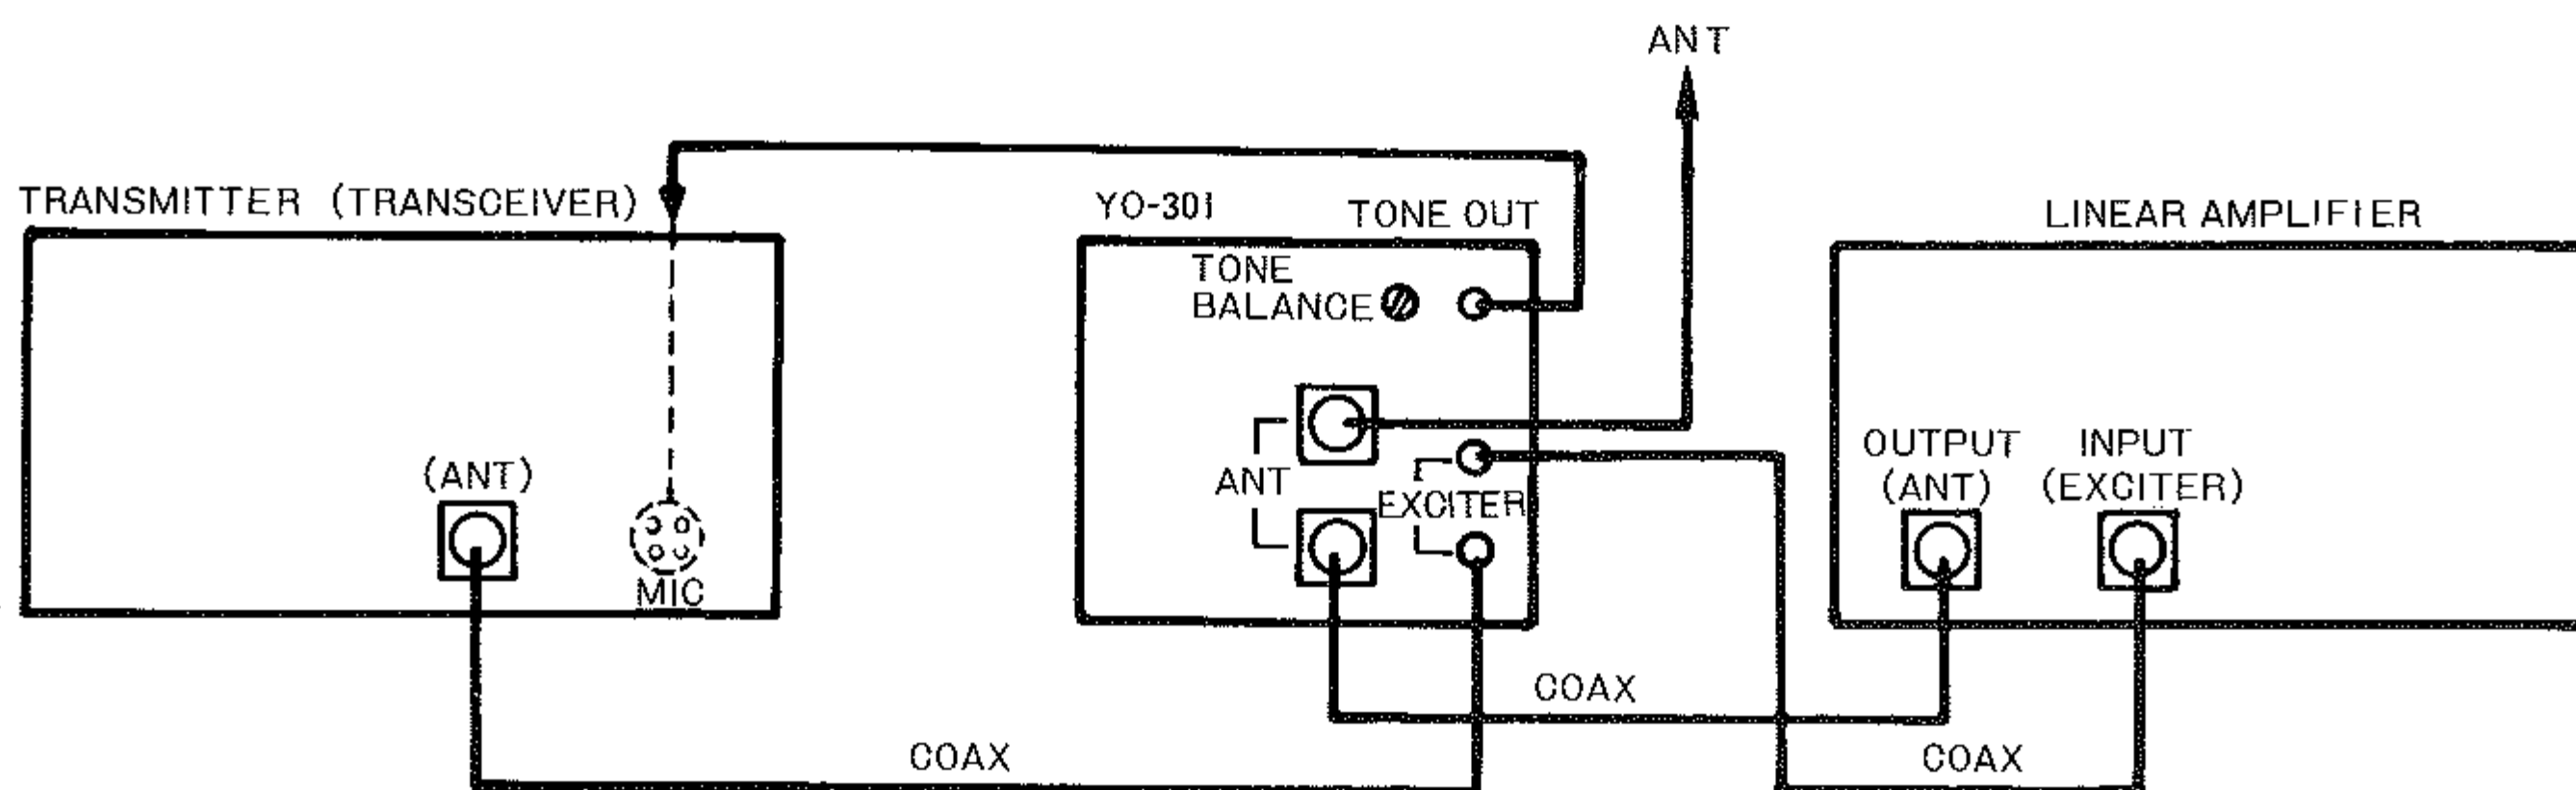 ANT
TRANSMITTER (TRANSCEIVER)
YO-301
TONE OUT
LINEAR AMPLIFIER
TONE
BALANCE
(ANT)
MIC
ANT
EXCITER
OUTPUT
(ANT)
INPUT
(EXCITER)
COAX
COAX
COAX